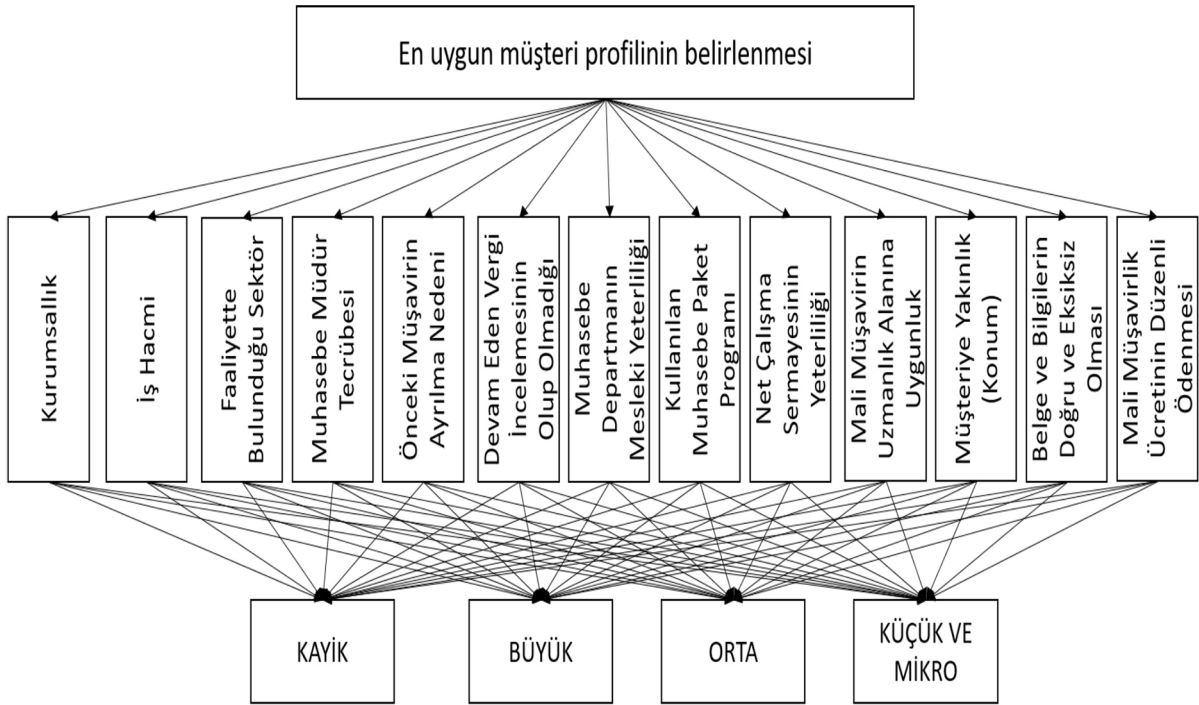 En uygun müşteri profilinin belirlenmesi
Kurumsallık
İş Hacmi
Faaliyette
Bulunduğu Sektör
Muhasebe Müdür
Tecrübesi
Önceki Müşavirin
Ayrılma Nedeni
Devam Eden Vergi
İncelemesinin
Olup Olmadığı
Muhasebe
Departmanın
Mesleki Yeterliliği
Kullanılan
Muhasebe Paket
Programı
Net Çalışma
Sermayesinin
Yeterliliği
Mali Müşavirin
Uzmanlık Alanına
Uygunluk
Müşteriye Yakınlık
(Konum)
Belge ve Bilgilerin
Doğru ve Eksiksiz
Olması
Mali Müşavirlik
Ücretinin Düzenli
Ödenmesi
KAYİK
BÜYÜK
ORTA
KÜÇÜK VE
MİKRO